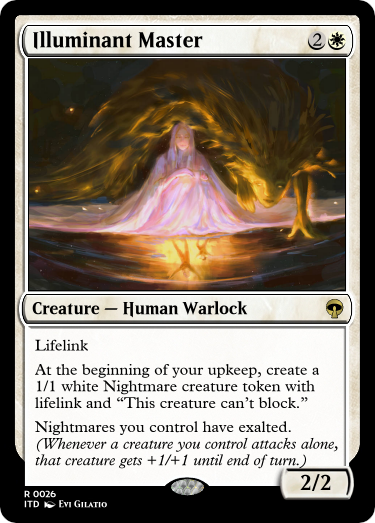 Illuminant Master 2
Creature — Human Warlock
Lifelink
At the beginning of your upkeep, create a
1/1 white Nightmare creature token with
lifelink and “This creature can’t block.”
Nightmares you control have exalted.
(Whenever a creature you control attacks alone,
that creature gets +1/+1 until end of turn.)
2/2
R 0026
ITD Evi Gilatio